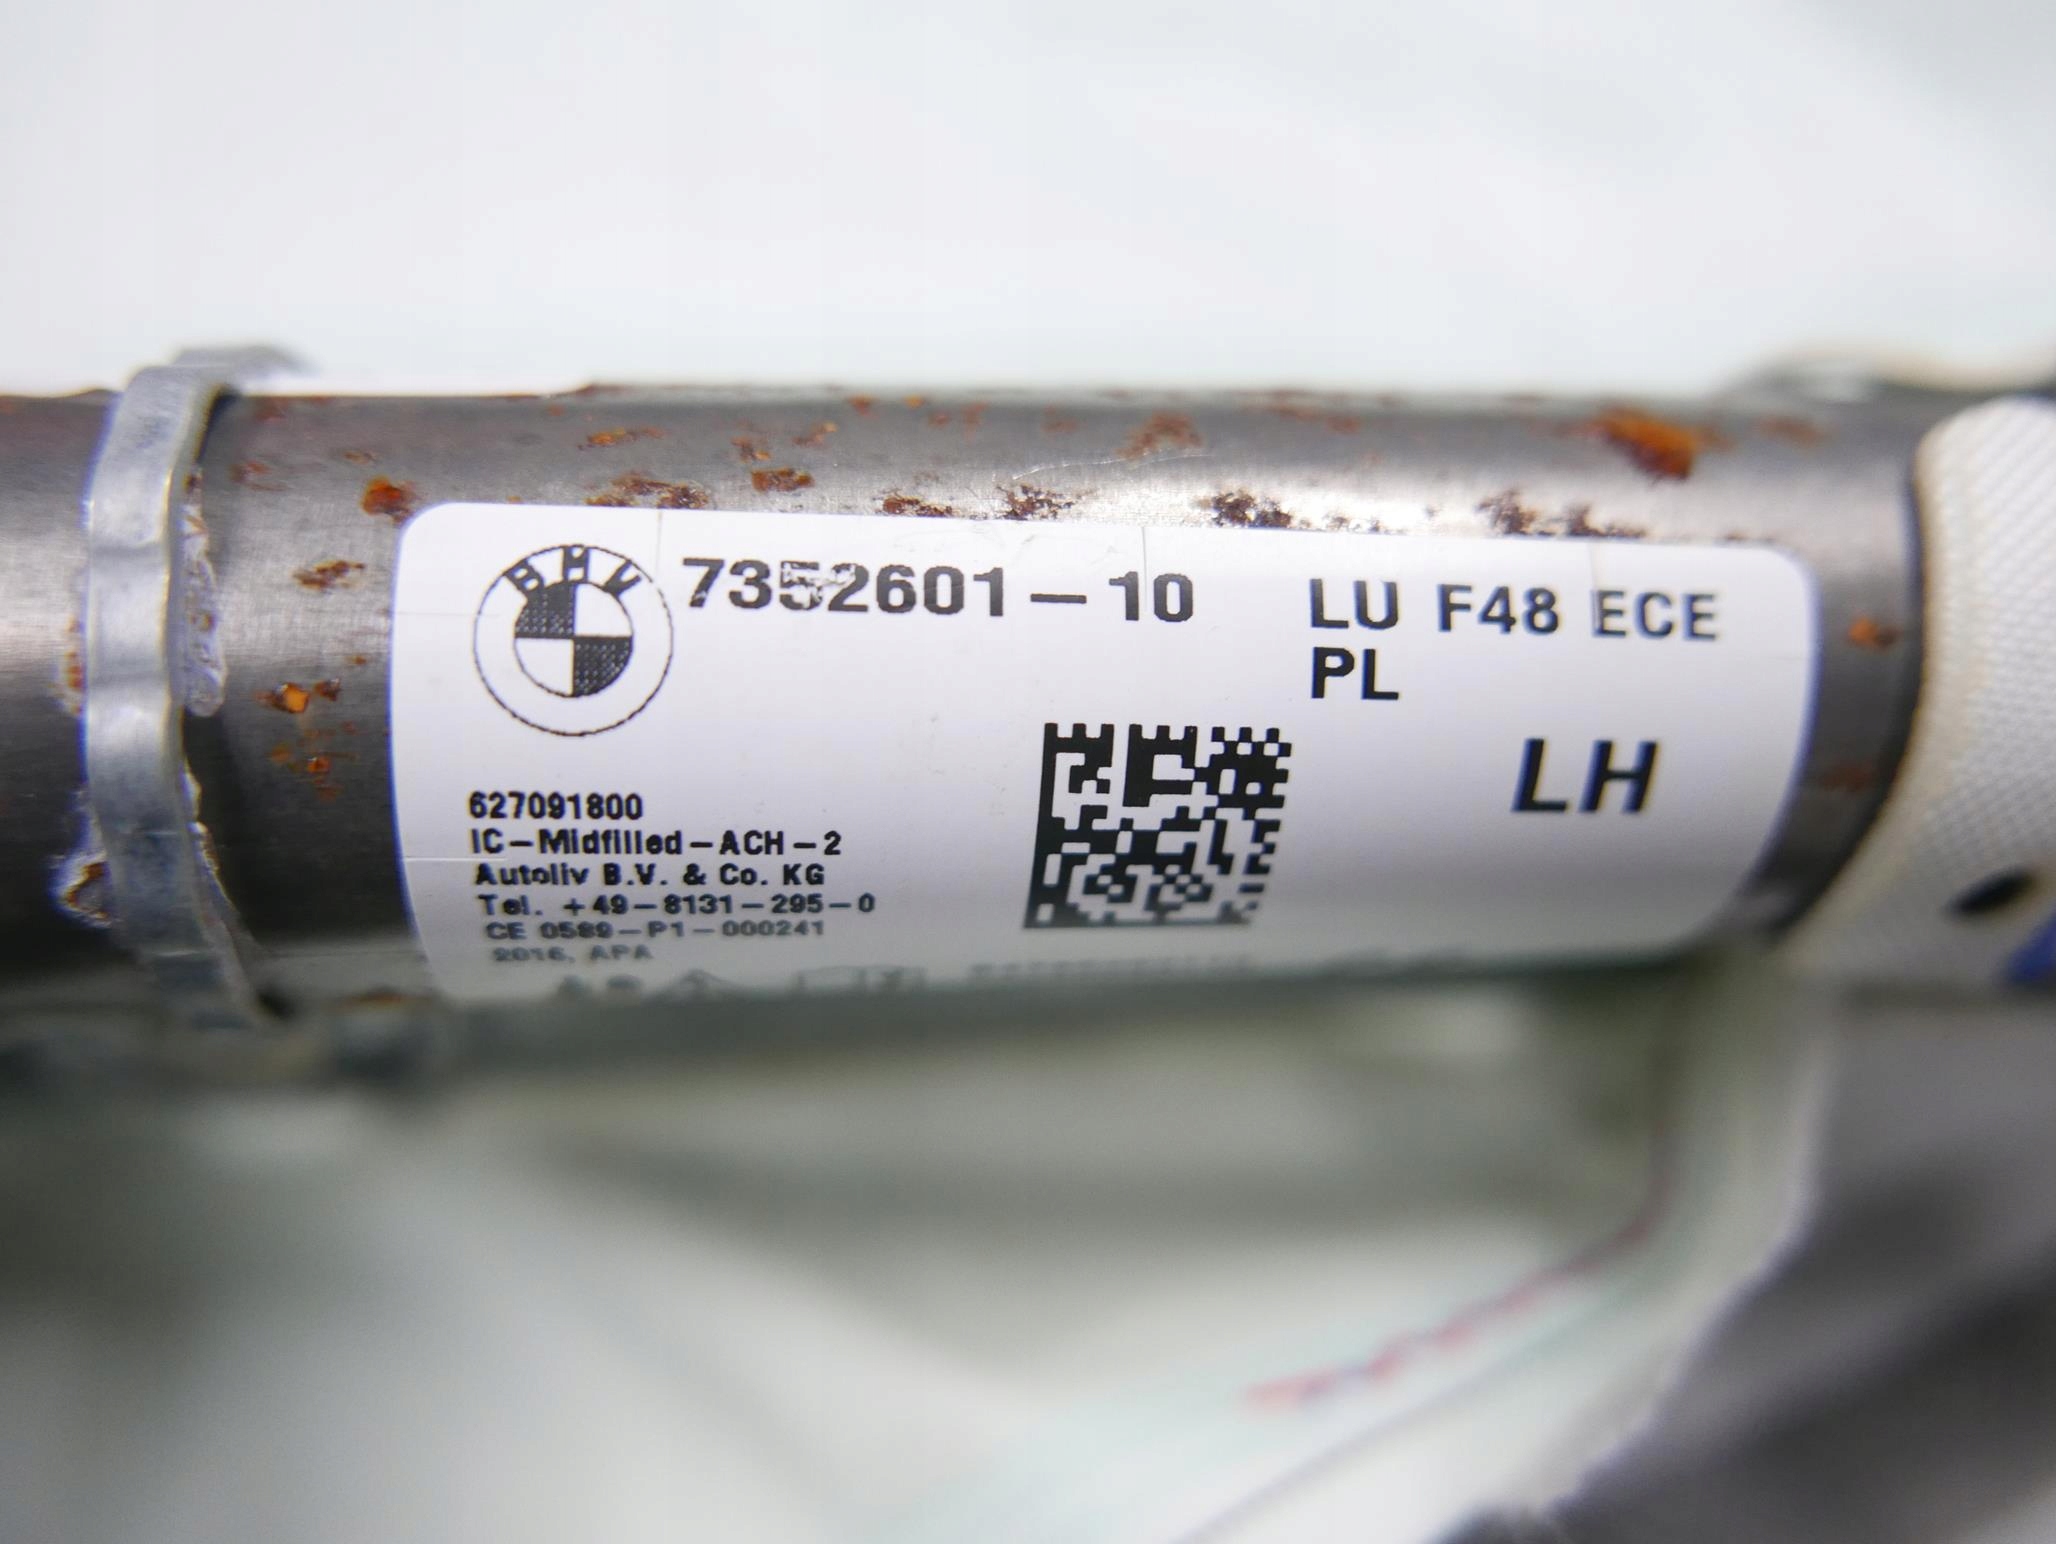 BMW
7352601-10
LU F48 ECE
PL
LH
627091800
IC-Midfilled-ACH-2
Autoliv B.V. & Co. KG
Tel. +49-8131-295-0
CE 0589-P1-000241
2016, APA